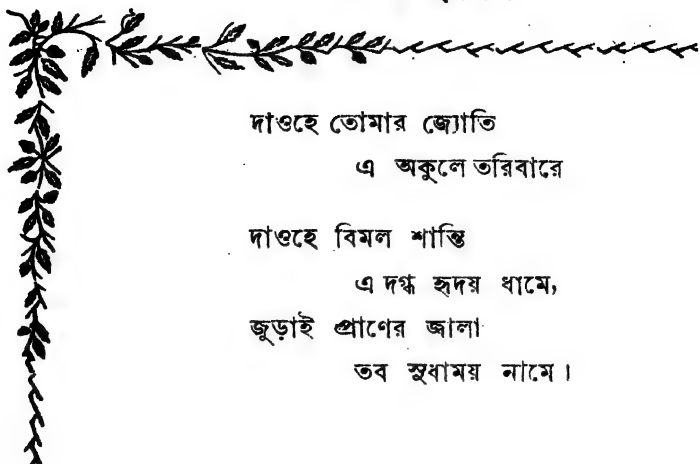 দাওহে তোমার জ্যোতি
এ অকুলে তরিবারে
দাওহে বিমল শান্তি
এ দগ্ধ হৃদয় ধামে,
জুড়াই প্রাণের জ্বালা
তব সুধাময় নামে।